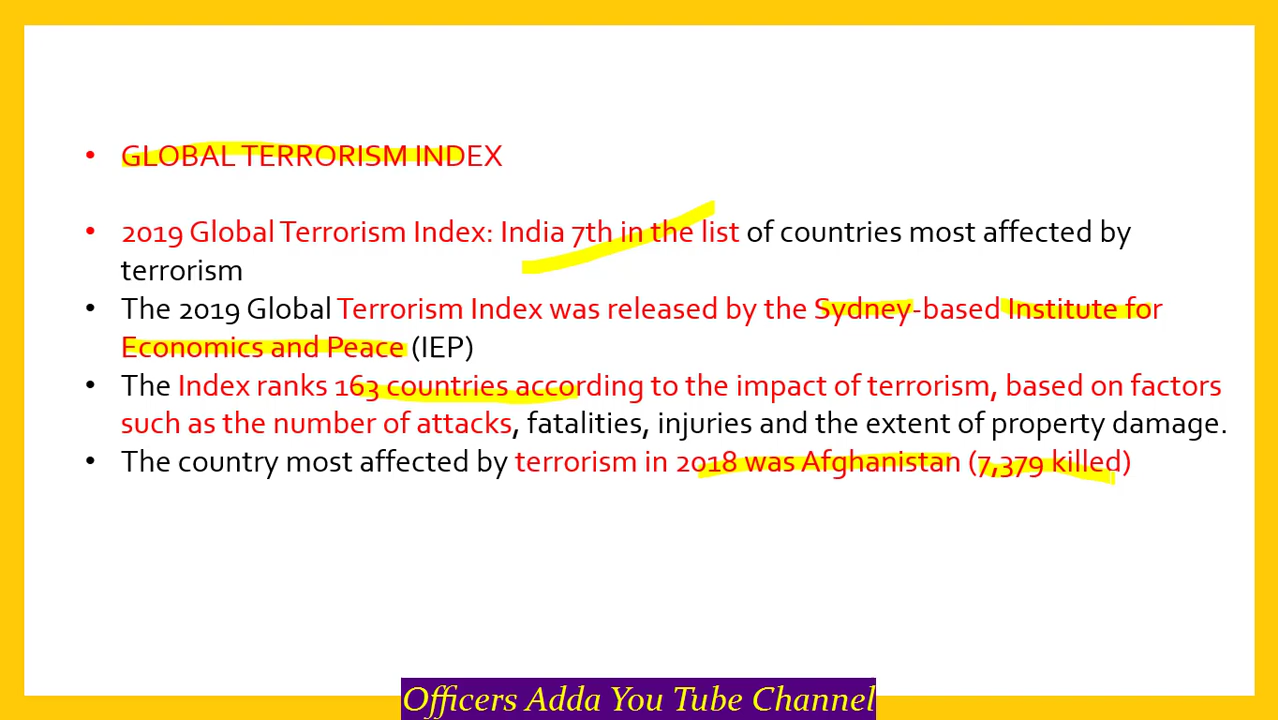 • GLOBAL TERRORISM INDEX
• 2019 Global Terrorism Index: India 7th in the list of countries most affected by
terrorism
• The 2019 Global Terrorism Index was released by the Sydney-based Institute for
Economics and Peace (IEP)
• The Index ranks 163 countries according to the impact of terrorism, based on factors
such as the number of attacks, fatalities, injuries and the extent of property damage.
• The country most affected by terrorism in 2018 was Afghanistan (7,379 killed)
Officers Adda You Tube Channel